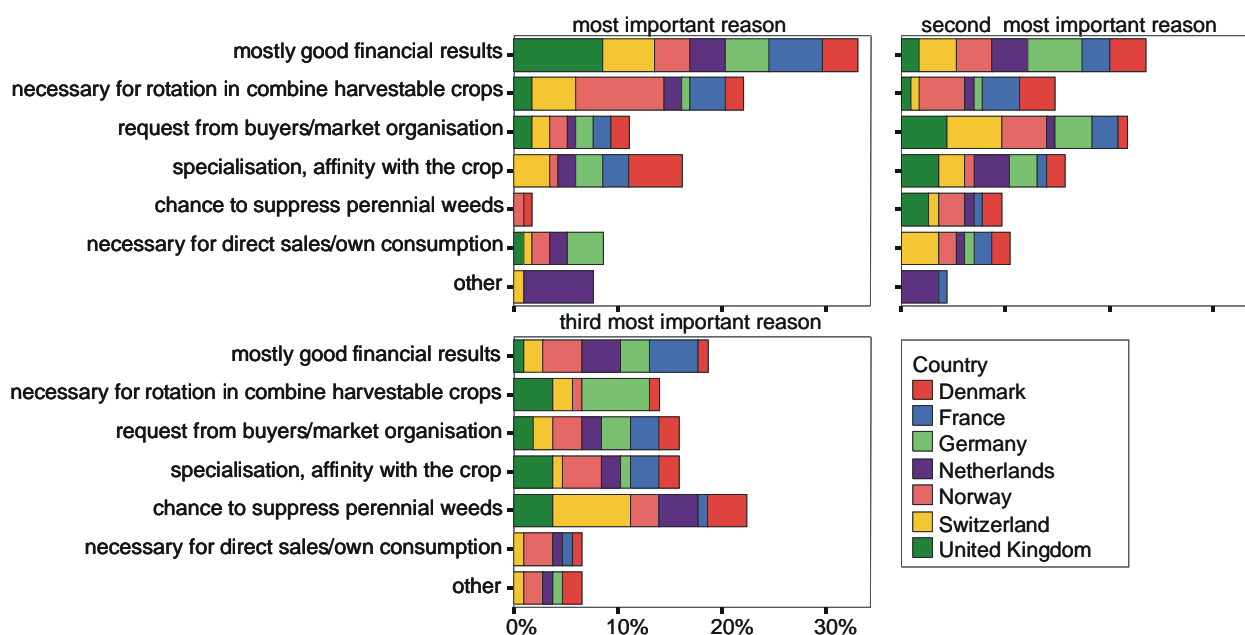 most important reason
second most important reason
mostly good financial results
necessary for rotation in combine harvestable crops
request from buyers/market organisation
specialisation, affinity with the crop
chance to suppress perennial weeds
necessary for direct sales/own consumption
other
third most important reason
mostly good financial results
necessary for rotation in combine harvestable crops
request from buyers/market organisation
specialisation, affinity with the crop
chance to suppress perennial weeds
necessary for direct sales/own consumption
other
0% 10% 20% 30%
Country
Denmark
France
Germany
Netherlands
Norway
Switzerland
United Kingdom